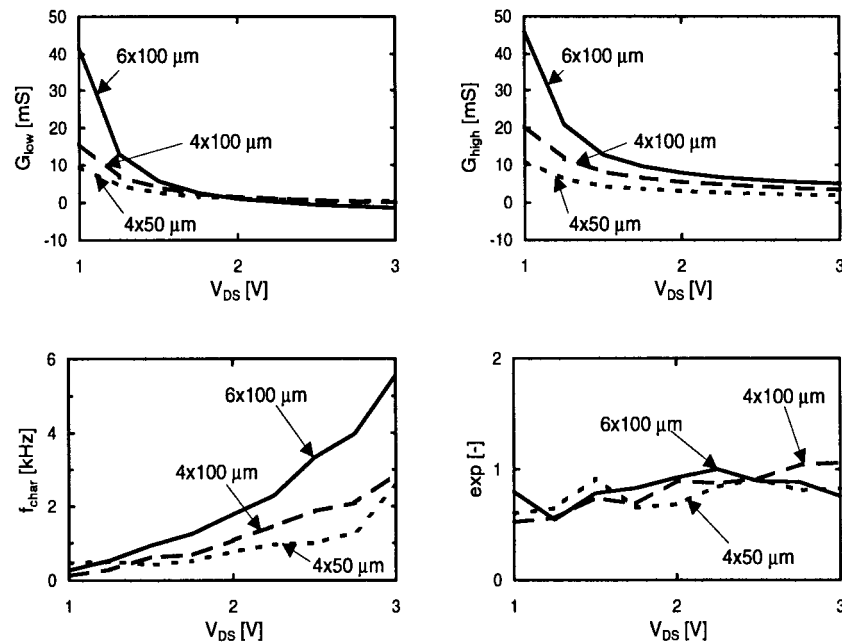 50
40
30
20
10
0
-10
G_low [mS]
6x100 μm
4x100 μm
4x50 μm
1
2
3
V_DS [V]
50
40
30
20
10
0
-10
G_high [mS]
6x100 μm
4x100 μm
4x50 μm
1
2
3
V_DS [V]
6
4
2
0
f_char [kHz]
6x100 μm
4x100 μm
4x50 μm
1
2
3
V_DS [V]
2
1
0
exp [-]
4x100 μm
6x100 μm
4x50 μm
1
2
3
V_DS [V]